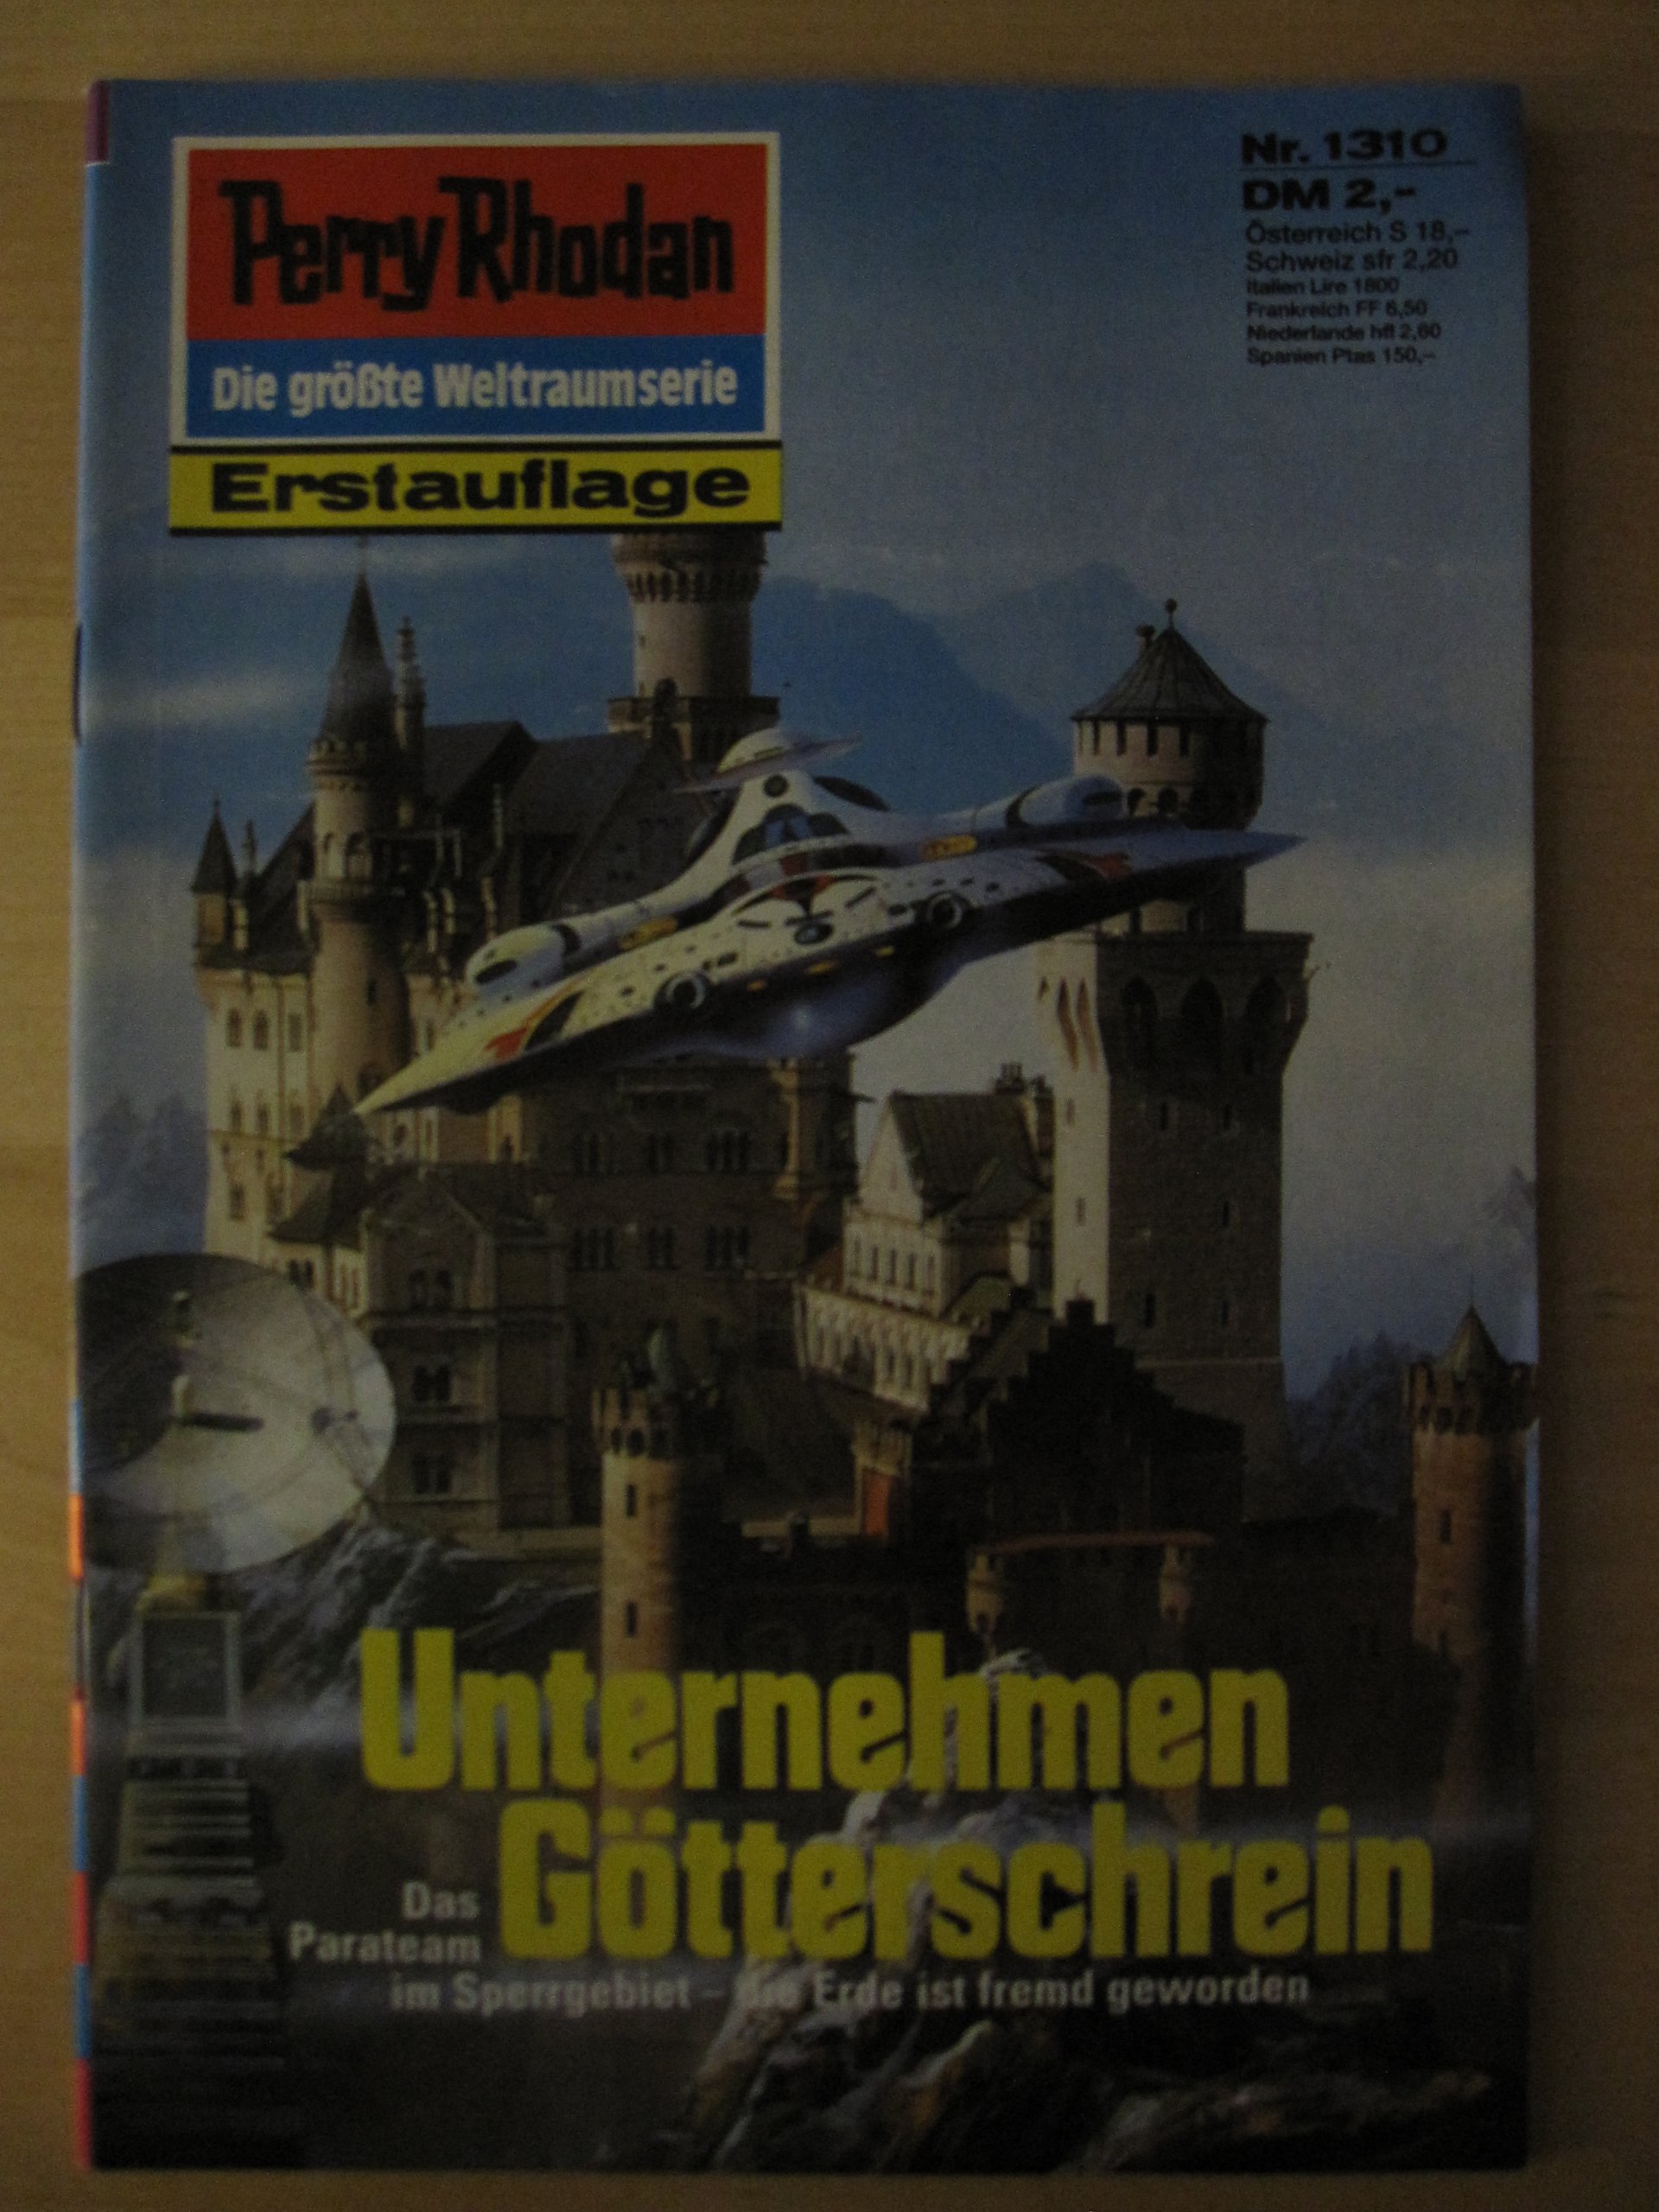 Perry Rhodan
Die größte Weltraumserie
Erstauflage
Nr. 1310
DM 2,-
Österreich S 18,-
Schweiz sfr 2,20
Italien Lire 1800
Frankreich FF 6,50
Niederlande hfl 2,60
Spanien Ptas 150,-
Unternehmen
Götterschrein
Das
Parateam
im Sperrgebiet – die Erde ist fremd geworden